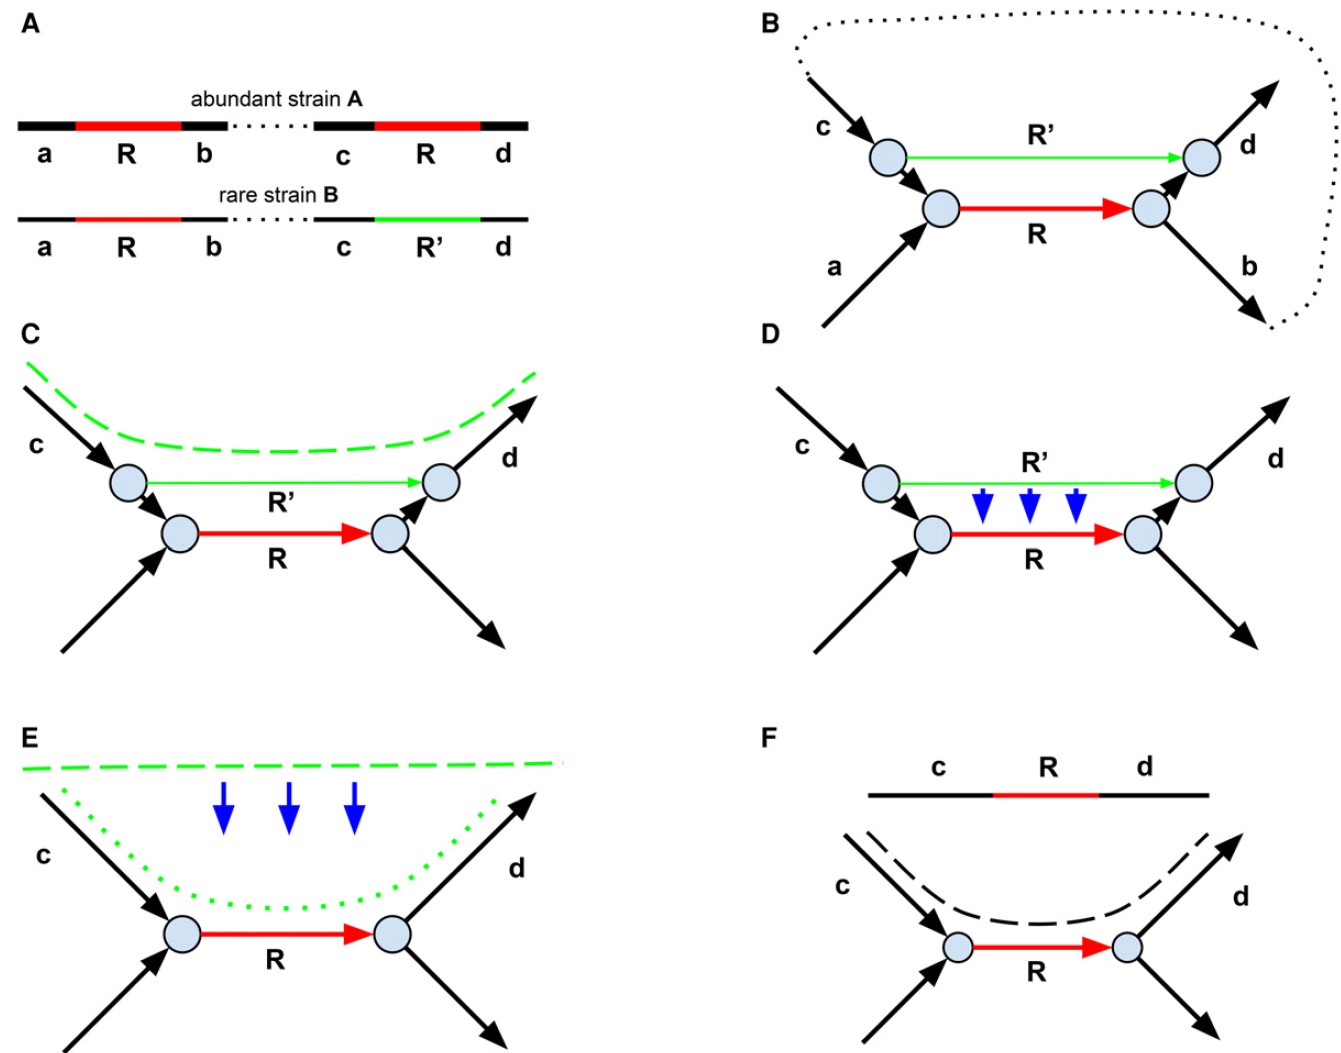 A
abundant strain A
a R b c R d
rare strain B
a R b c R’ d
B
c R’ d
R
a b
C
c d
R’
R
D
c R’ d
R
E
c d
R
F
c R d
c d
R